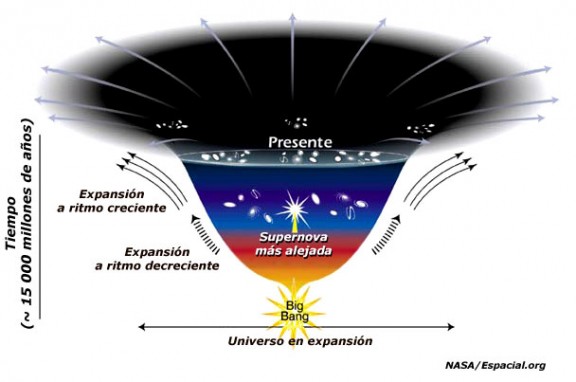 Presente
Tiempo
(~ 15 000 millones de años)
Expansión
a ritmo creciente
Expansión
a ritmo decreciente
Supernova
más alejada
Big
Bang
Universo en expansión
NASA/Espacial.org